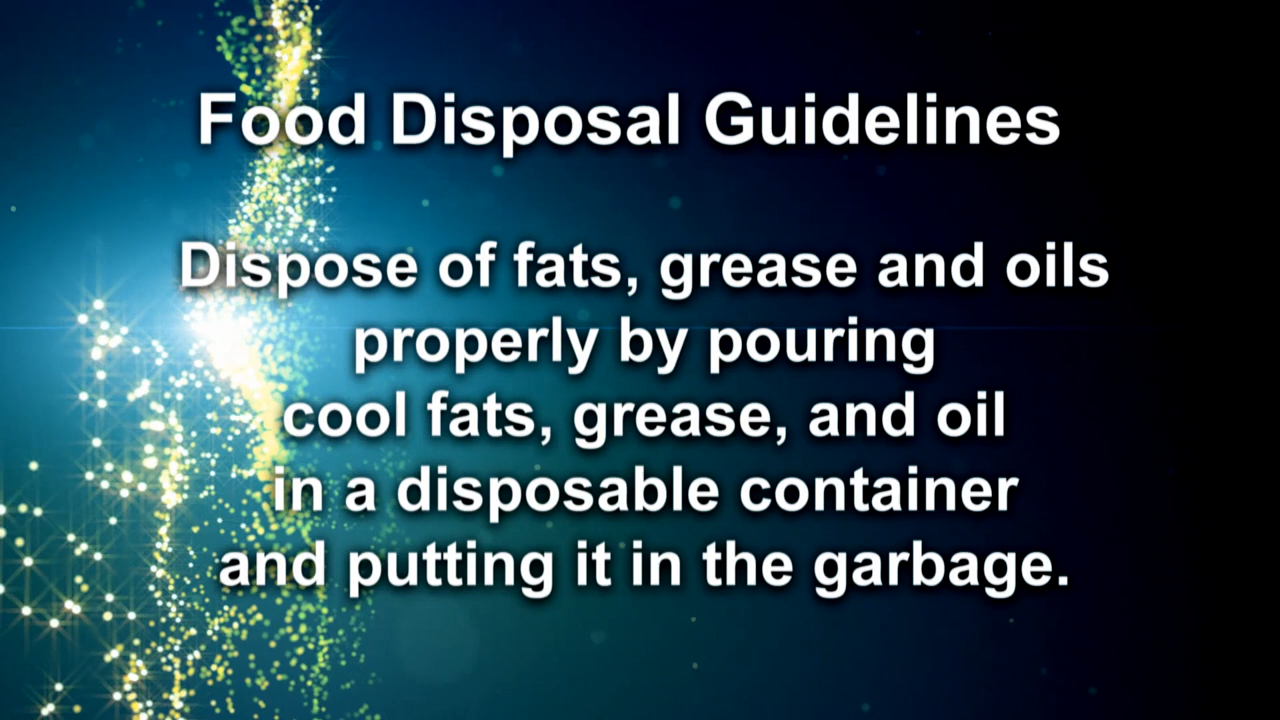 Food Disposal Guidelines
Dispose of fats, grease and oils
properly by pouring
cool fats, grease, and oil
in a disposable container
and putting it in the garbage.